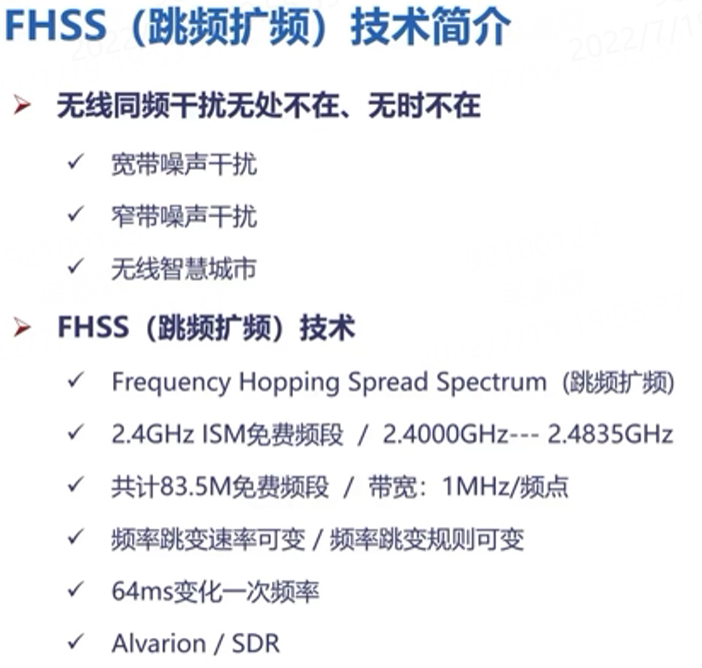 FHSS（跳频扩频）技术简介
2022/7/19
无线同频干扰无处不在、无时不在
宽带噪声干扰
窄带噪声干扰
无线智慧城市
FHSS（跳频扩频）技术
Frequency Hopping Spread Spectrum (跳频扩频)
2.4GHz ISM免费频段 / 2.4000GHz--- 2.4835GHz
共计83.5M免费频段 / 带宽：1MHz/频点
频率跳变速率可变 / 频率跳变规则可变
64ms变化一次频率
Alvarion / SDR